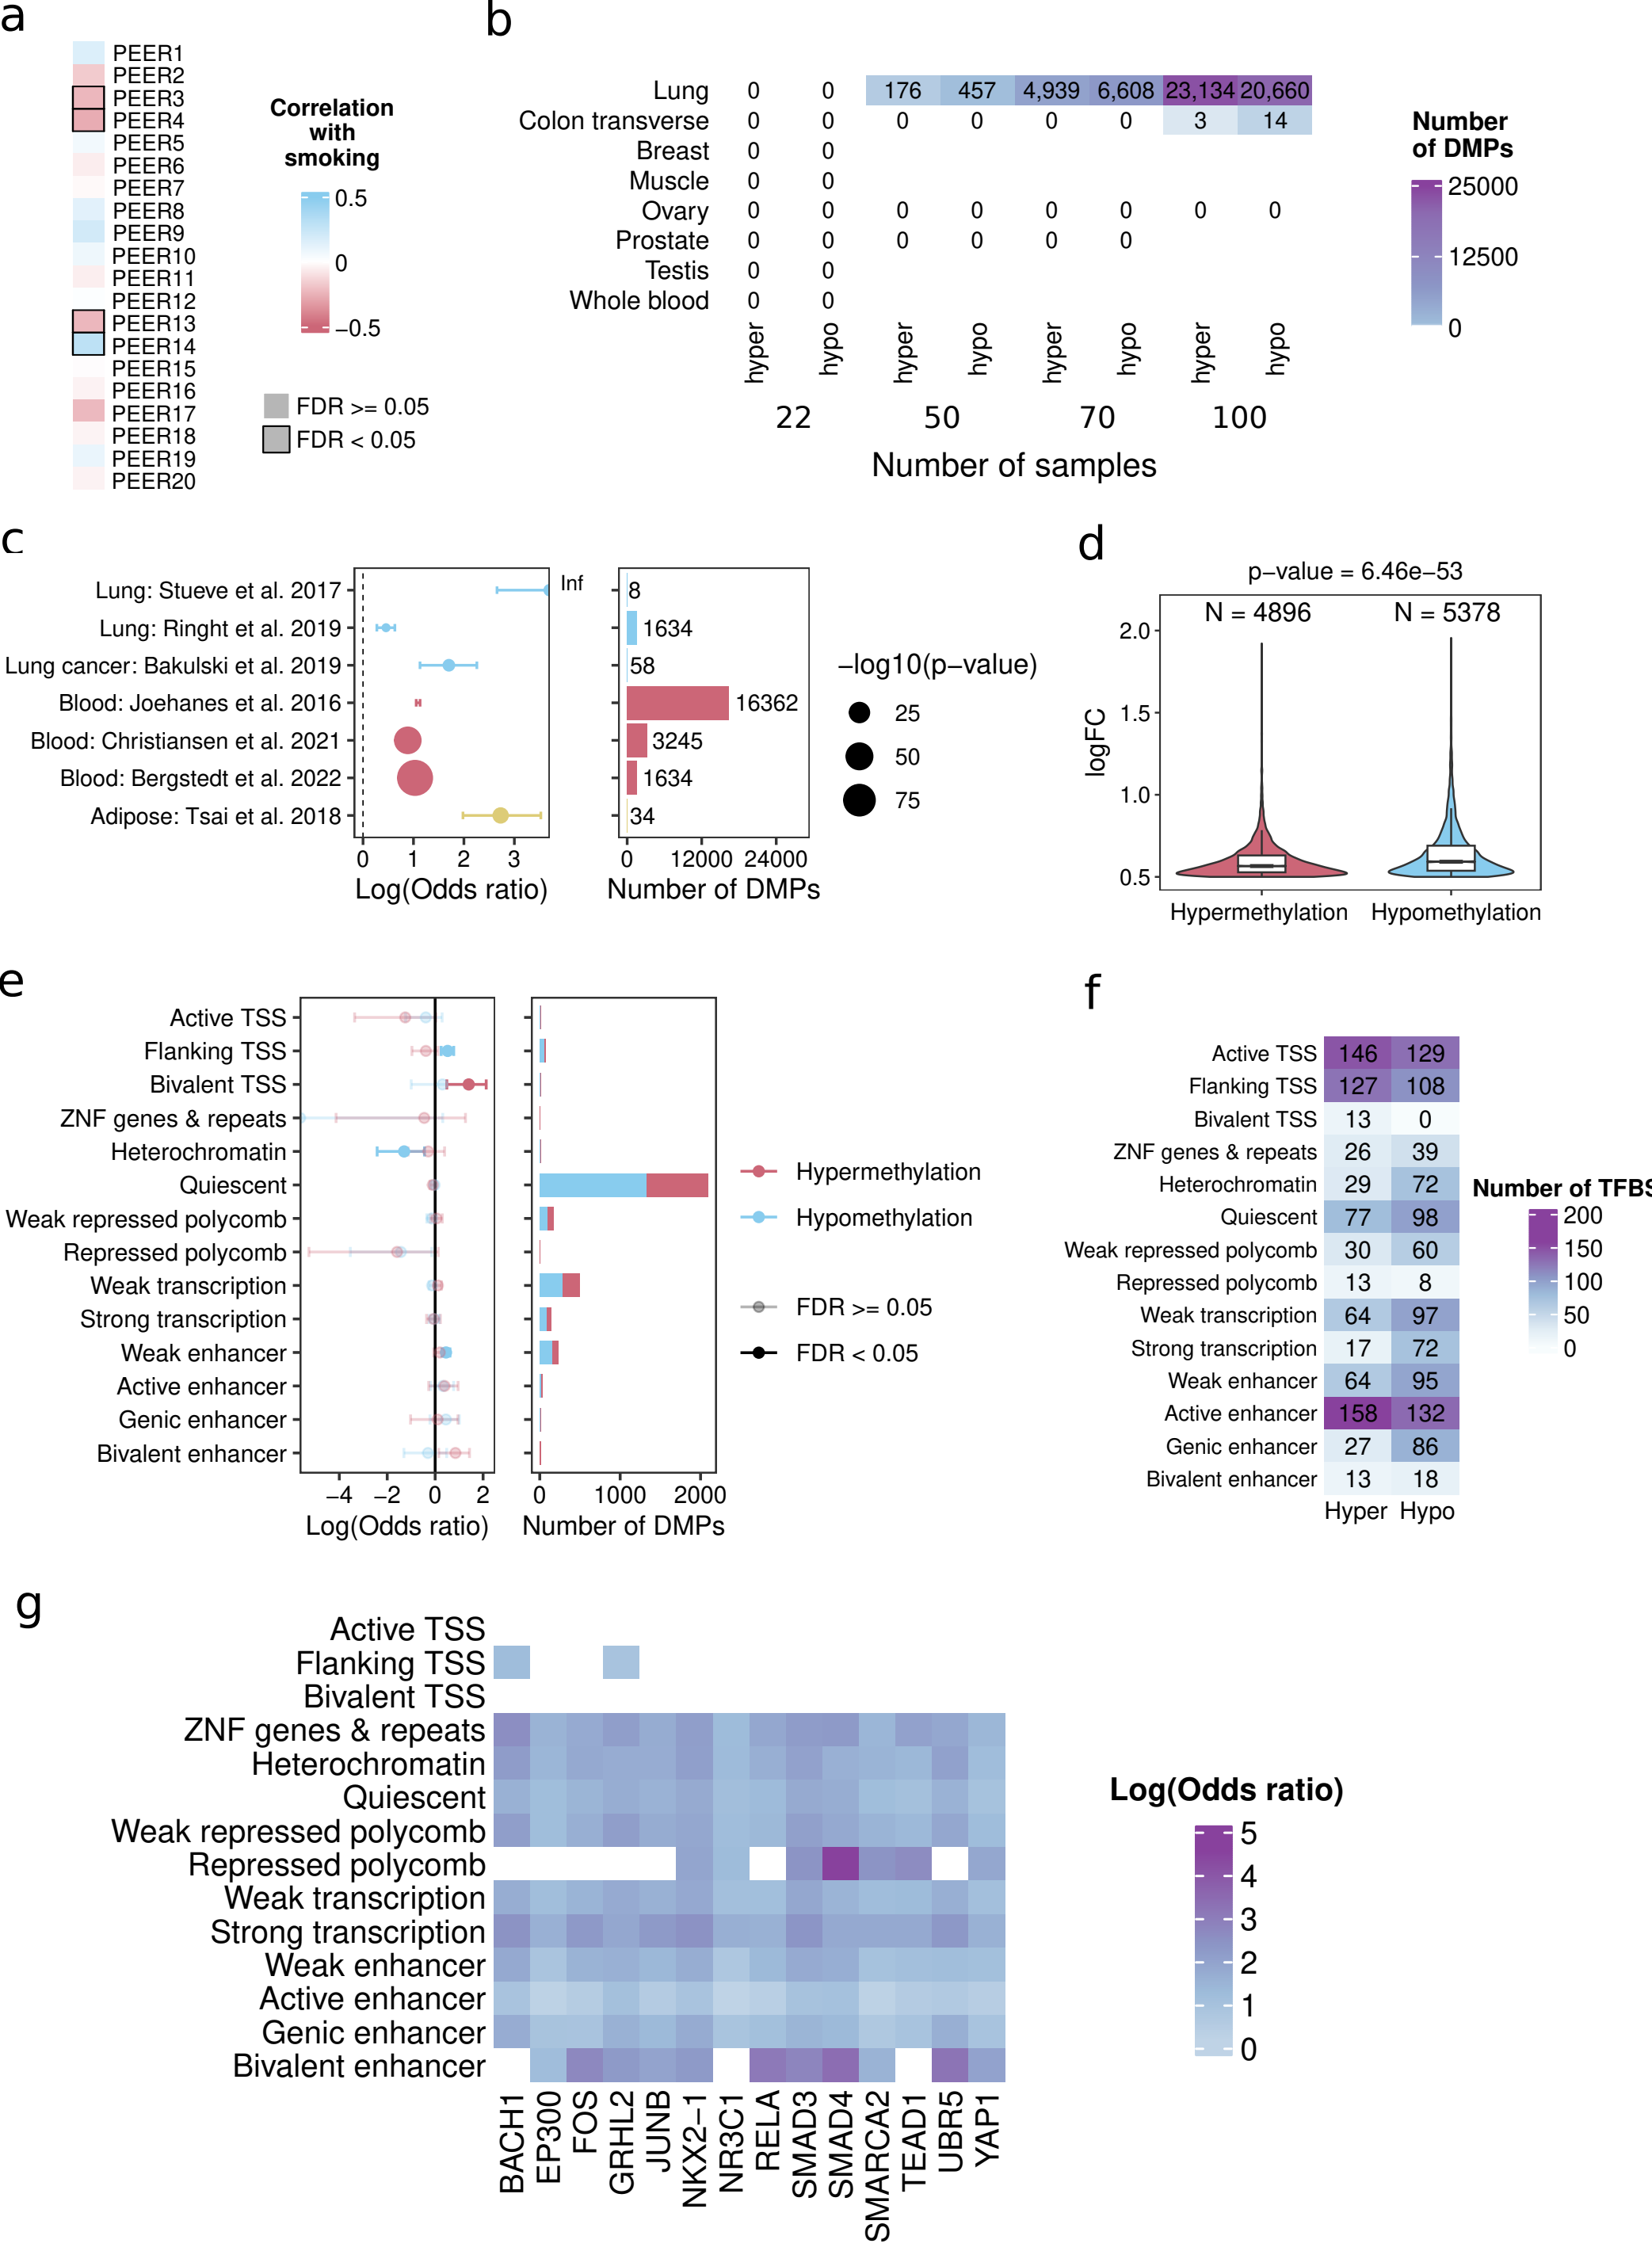 a
PEER1
PEER2
PEER3
PEER4
PEER5
PEER6
PEER7
PEER8
PEER9
PEER10
PEER11
PEER12
PEER13
PEER14
PEER15
PEER16
PEER17
PEER18
PEER19
PEER20
Correlation
with
smoking
0.5
0
−0.5
FDR >= 0.05
FDR < 0.05
b
Lung 0 0 176 457 4,939 6,608 23,134 20,660
Colon transverse 0 0 0 0 0 0 3 14
Breast 0 0
Muscle 0 0
Ovary 0 0 0 0 0 0 0 0
Prostate 0 0 0 0 0 0
Testis 0 0
Whole blood 0 0
hyper hypo hyper hypo hyper hypo hyper hypo
22 50 70 100
Number of samples
Number
of DMPs
25000
12500
0
c
Lung: Stueve et al. 2017 Inf 8
Lung: Ringht et al. 2019 1634
Lung cancer: Bakulski et al. 2019 58
Blood: Joehanes et al. 2016 16362
Blood: Christiansen et al. 2021 3245
Blood: Bergstedt et al. 2022 1634
Adipose: Tsai et al. 2018 34
0 1 2 3 0 12000 24000
Log(Odds ratio) Number of DMPs
−log10(p−value)
25
50
75
d
p−value = 6.46e−53
N = 4896 N = 5378
2.0
1.5
1.0
0.5
logFC
Hypermethylation Hypomethylation
e
Active TSS
Flanking TSS
Bivalent TSS
ZNF genes & repeats
Heterochromatin
Quiescent
Weak repressed polycomb
Repressed polycomb
Weak transcription
Strong transcription
Weak enhancer
Active enhancer
Genic enhancer
Bivalent enhancer
−4 −2 0 2 0 1000 2000
Log(Odds ratio) Number of DMPs
Hypermethylation
Hypomethylation
FDR >= 0.05
FDR < 0.05
f
Active TSS 146 129
Flanking TSS 127 108
Bivalent TSS 13 0
ZNF genes & repeats 26 39
Heterochromatin 29 72
Quiescent 77 98
Weak repressed polycomb 30 60
Repressed polycomb 13 8
Weak transcription 64 97
Strong transcription 17 72
Weak enhancer 64 95
Active enhancer 158 132
Genic enhancer 27 86
Bivalent enhancer 13 18
Hyper Hypo
Number of TFBS
200
150
100
50
0
g
Active TSS
Flanking TSS
Bivalent TSS
ZNF genes & repeats
Heterochromatin
Quiescent
Weak repressed polycomb
Repressed polycomb
Weak transcription
Strong transcription
Weak enhancer
Active enhancer
Genic enhancer
Bivalent enhancer
BACH1 EP300 FOS GRHL2 JUNB NKX2−1 NR3C1 RELA SMAD3 SMAD4 SMARCA2 TEAD1 UBR5 YAP1
Log(Odds ratio)
5
4
3
2
1
0